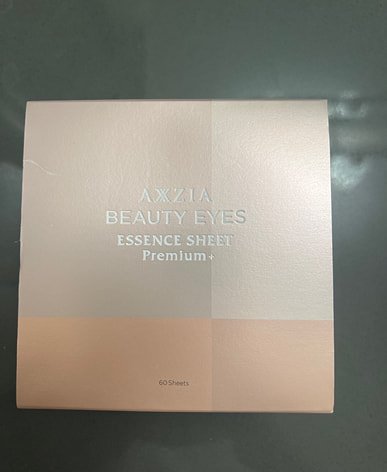 AXXZIA
BEAUTY EYES
ESSENCE SHEET
Premium+
60 Sheets